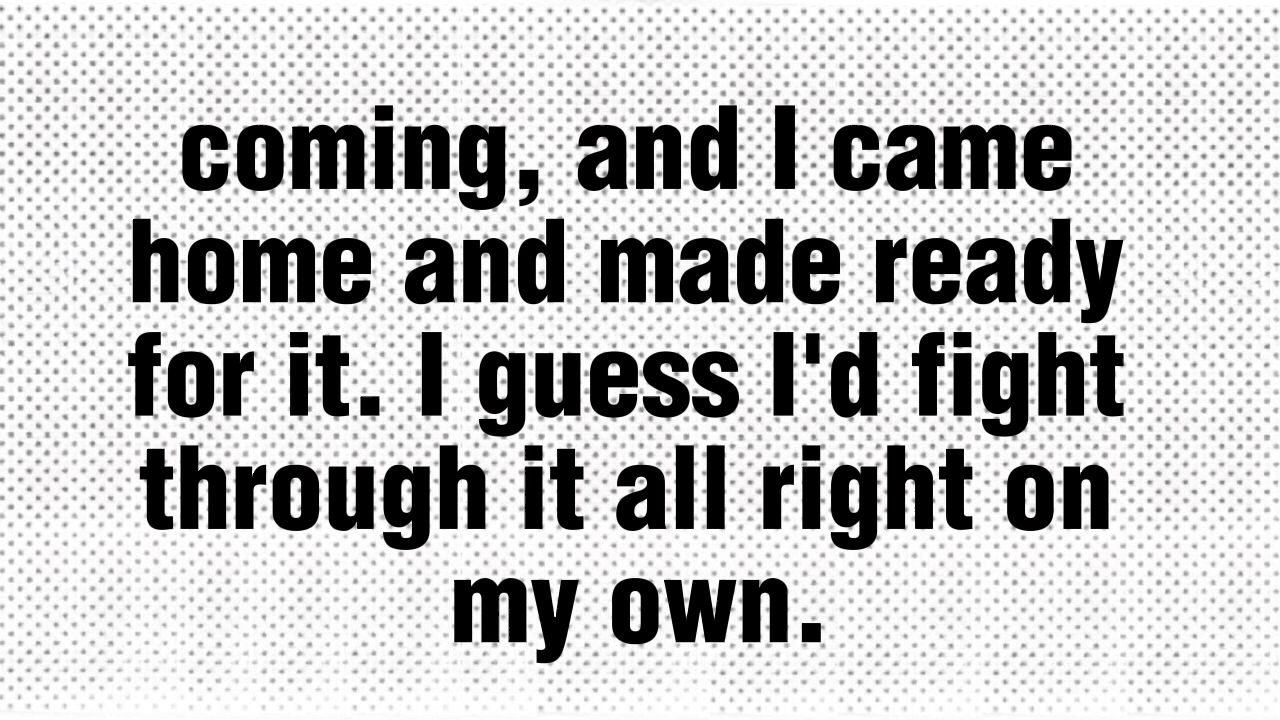 coming, and I came
home and made ready
for it. I guess I'd fight
through it all right on
my own.